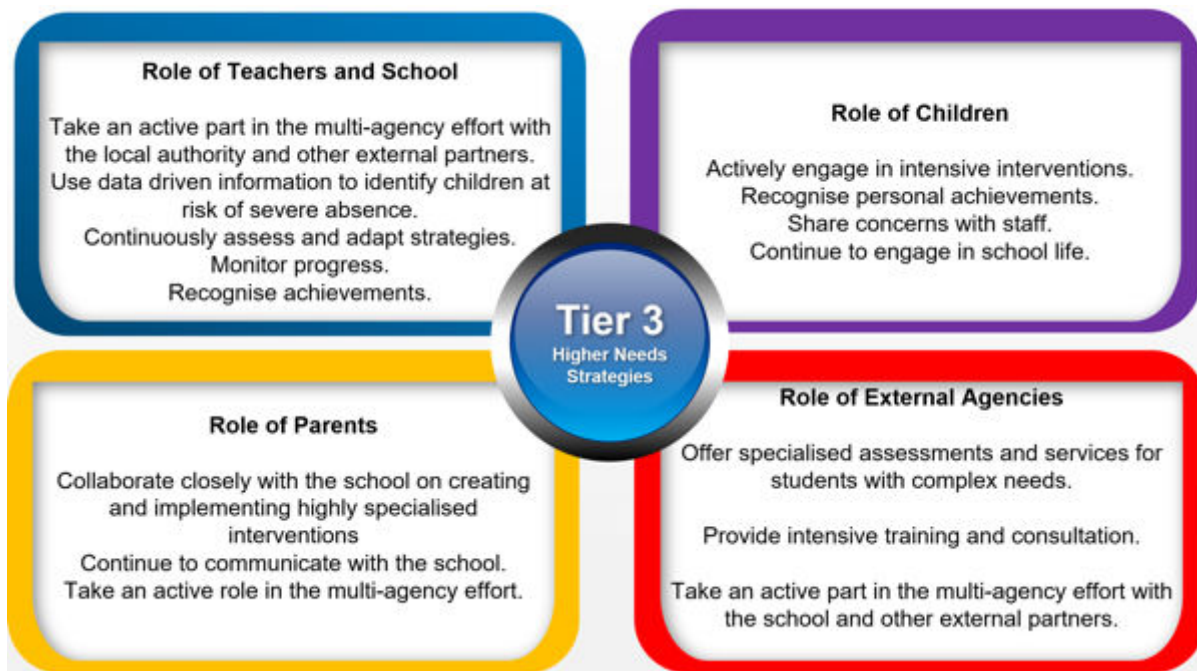 Role of Teachers and School
Take an active part in the multi-agency effort with
the local authority and other external partners.
Use data driven information to identify children at
risk of severe absence.
Continuously assess and adapt strategies.
Monitor progress.
Recognise achievements.
Role of Children
Actively engage in intensive interventions.
Recognise personal achievements.
Share concerns with staff.
Continue to engage in school life.
Tier 3
Higher Needs
Strategies
Role of Parents
Collaborate closely with the school on creating
and implementing highly specialised
interventions
Continue to communicate with the school.
Take an active role in the multi-agency effort.
Role of External Agencies
Offer specialised assessments and services for
students with complex needs.
Provide intensive training and consultation.
Take an active part in the multi-agency effort with
the school and other external partners.